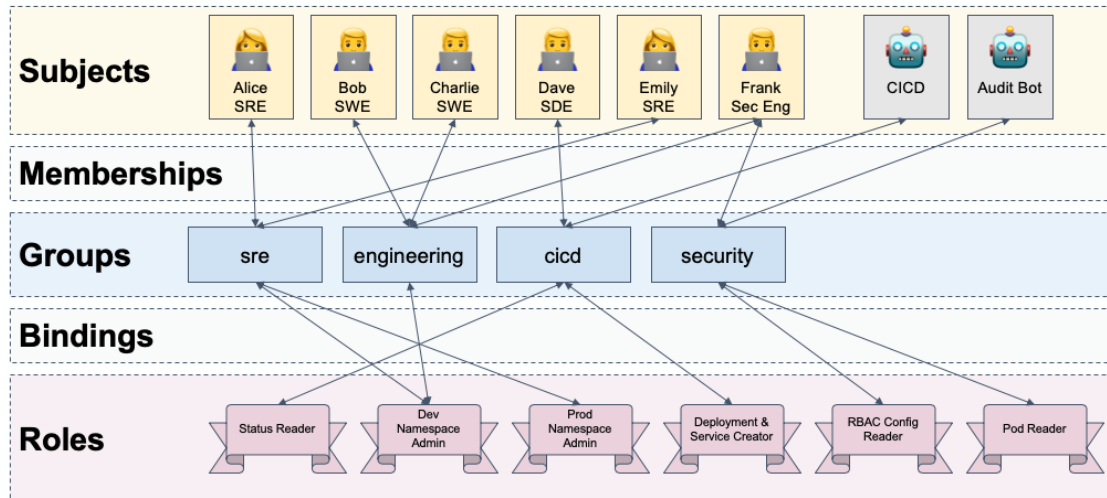 Subjects
Alice
SRE
Bob
SWE
Charlie
SWE
Dave
SDE
Emily
SRE
Frank
Sec Eng
CICD
Audit Bot
Memberships
Groups
sre
engineering
cicd
security
Bindings
Roles
Status Reader
Dev
Namespace
Admin
Prod
Namespace
Admin
Deployment &
Service Creator
RBAC Config
Reader
Pod Reader